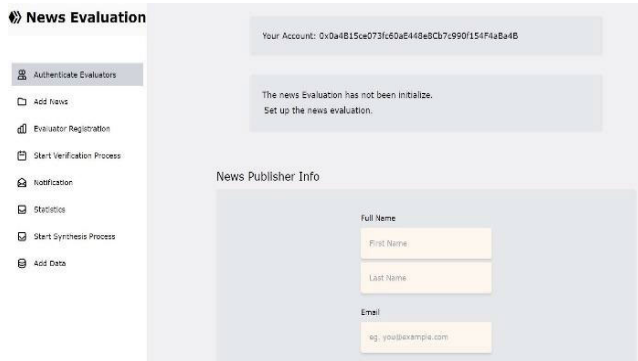 News Evaluation
Authenticate Evaluators
Add News
Evaluator Registration
Start Verification Process
Notification
Statistics
Start Synthesis Process
Add Data
Your Account: 0x0a4B15ce073fc60aE448e8Cb7c990f154F4aBa4B
The news Evaluation has not been initialize.
Set up the news evaluation.
News Publisher Info
Full Name
First Name
Last Name
Email
eg, you@example.com